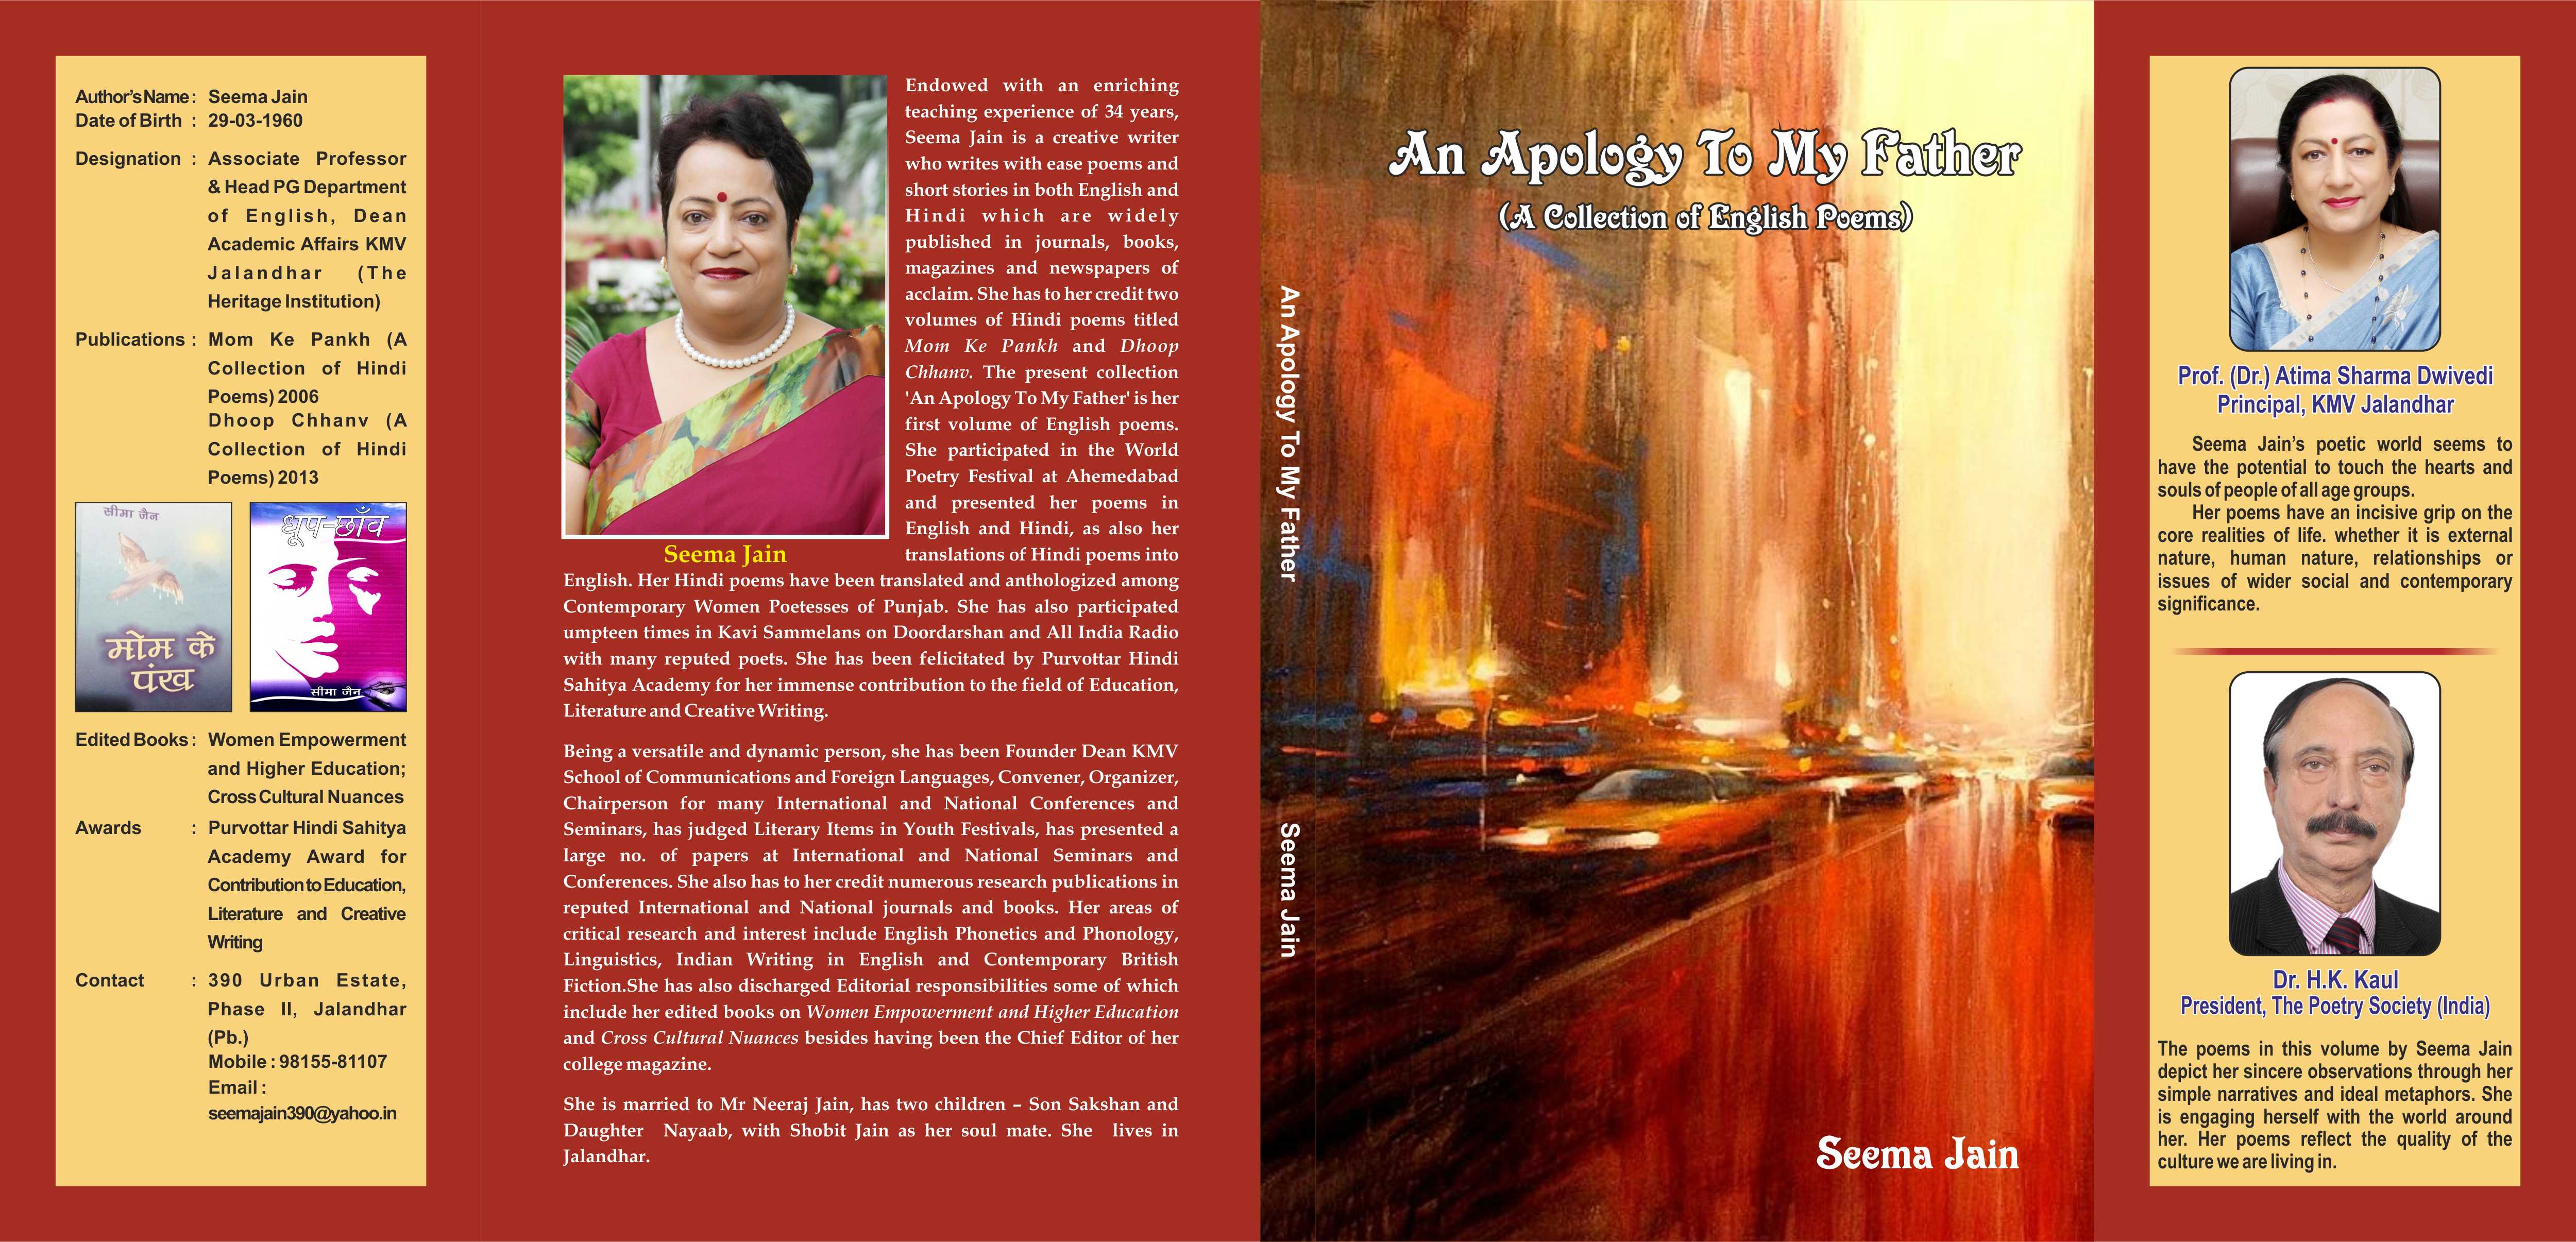 Author's Name : Seema Jain
Date of Birth : 29-03-1960
Designation : Associate Professor
& Head PG Department
of English, Dean
Academic Affairs KMV
Jalandhar (The
Heritage Institution)
Publications : Mom Ke Pankh (A
Collection of Hindi
Poems) 2006
Dhoop Chhanv (A
Collection of Hindi
Poems) 2013
सीमा जैन
मोम के
पंख
धूप-छाँव
सीमा जैन
Edited Books : Women Empowerment
and Higher Education;
Cross Cultural Nuances
Awards : Purvottar Hindi Sahitya
Academy Award for
Contribution to Education,
Literature and Creative
Writing
Contact : 390 Urban Estate,
Phase II, Jalandhar
(Pb.)
Mobile : 98155-81107
Email :
seemajain390@yahoo.in
Seema Jain
Endowed with an enriching
teaching experience of 34 years,
Seema Jain is a creative writer
who writes with ease poems and
short stories in both English and
Hindi which are widely
published in journals, books,
magazines and newspapers of
acclaim. She has to her credit two
volumes of Hindi poems titled
Mom Ke Pankh and Dhoop
Chhanv. The present collection
'An Apology To My Father' is her
first volume of English poems.
She participated in the World
Poetry Festival at Ahemedabad
and presented her poems in
English and Hindi, as also her
translations of Hindi poems into
English. Her Hindi poems have been translated and anthologized among
Contemporary Women Poetesses of Punjab. She has also participated
umpteen times in Kavi Sammelans on Doordarshan and All India Radio
with many reputed poets. She has been felicitated by Purvottar Hindi
Sahitya Academy for her immense contribution to the field of Education,
Literature and Creative Writing.
Being a versatile and dynamic person, she has been Founder Dean KMV
School of Communications and Foreign Languages, Convener, Organizer,
Chairperson for many International and National Conferences and
Seminars, has judged Literary Items in Youth Festivals, has presented a
large no. of papers at International and National Seminars and
Conferences. She also has to her credit numerous research publications in
reputed International and National journals and books. Her areas of
critical research and interest include English Phonetics and Phonology,
Linguistics, Indian Writing in English and Contemporary British
Fiction.She has also discharged Editorial responsibilities some of which
include her edited books on Women Empowerment and Higher Education
and Cross Cultural Nuances besides having been the Chief Editor of her
college magazine.
She is married to Mr Neeraj Jain, has two children – Son Sakshan and
Daughter Nayaab, with Shobit Jain as her soul mate. She lives in
Jalandhar.
An Apology To My Father
Seema Jain
An Apology To My Father
(A Collection of English Poems)
Seema Jain
Prof. (Dr.) Atima Sharma Dwivedi
Principal, KMV Jalandhar
Seema Jain's poetic world seems to
have the potential to touch the hearts and
souls of people of all age groups.
Her poems have an incisive grip on the
core realities of life. whether it is external
nature, human nature, relationships or
issues of wider social and contemporary
significance.
Dr. H.K. Kaul
President, The Poetry Society (India)
The poems in this volume by Seema Jain
depict her sincere observations through her
simple narratives and ideal metaphors. She
is engaging herself with the world around
her. Her poems reflect the quality of the
culture we are living in.